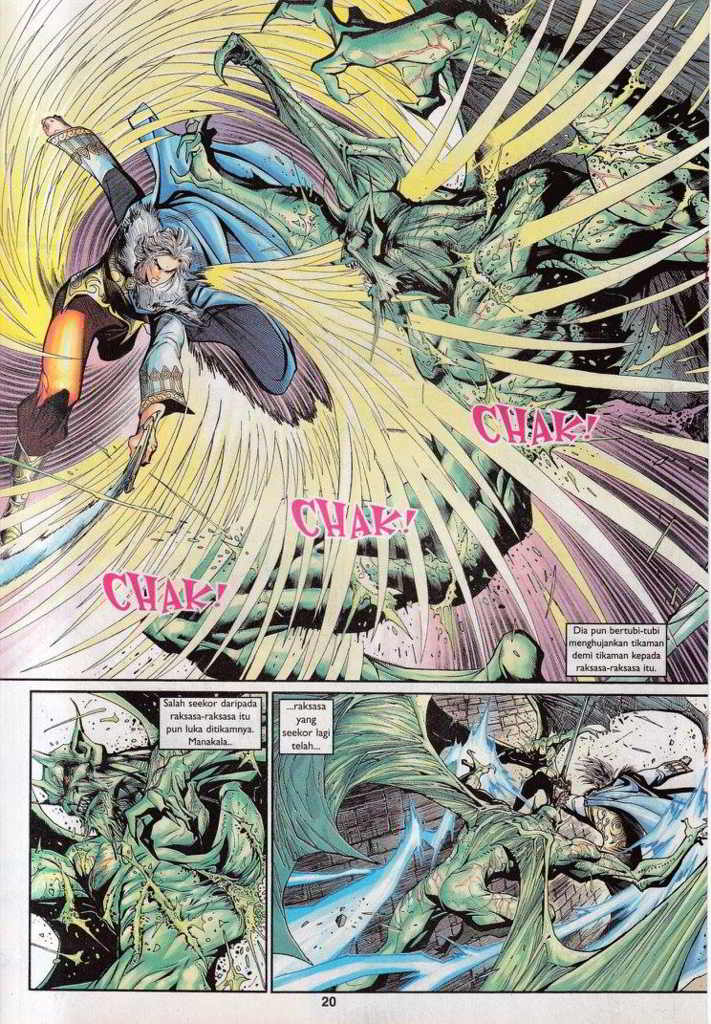 CHAK!
CHAK!
CHAK!
Dia pun bertubi-tubi
menghujankan tikaman
demi tikaman kepada
raksasa-raksasa itu.
Salah seekor daripada
raksasa-raksasa itu
pun luka ditikamnya.
Manakala...
...raksasa
yang
seekor lagi
telah...
20